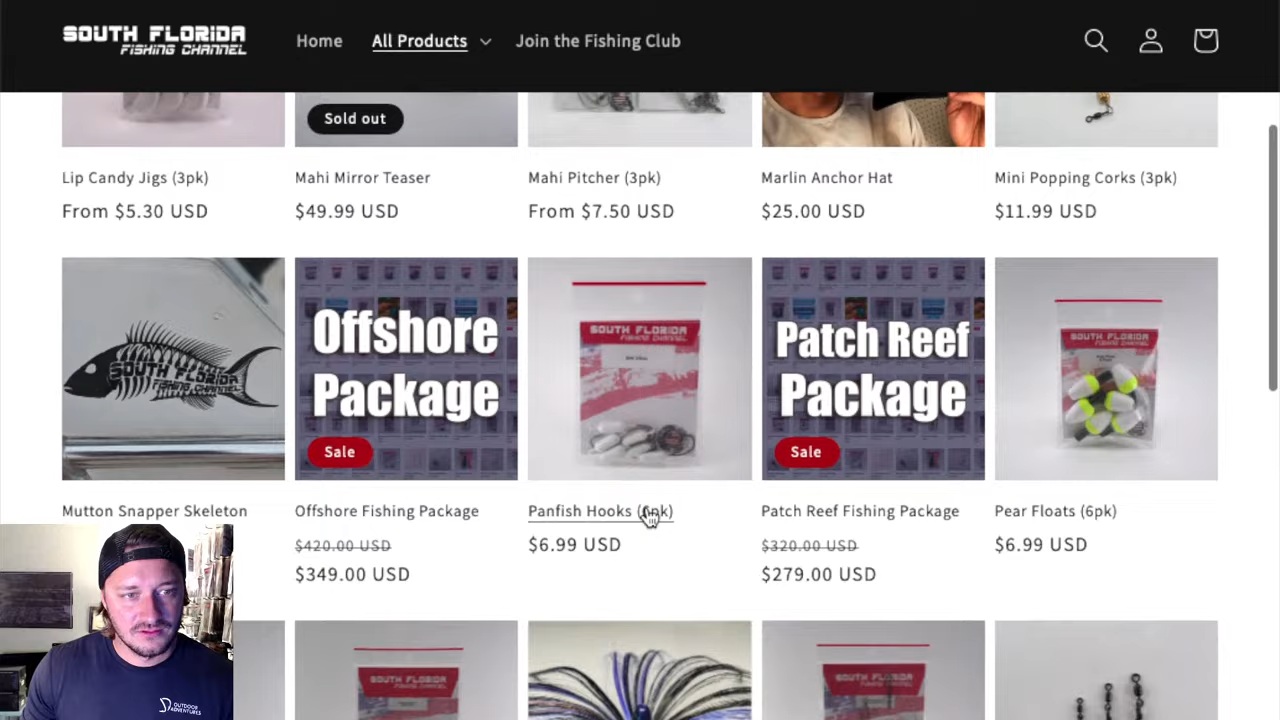 SOUTH FLORIDA
FISHING CHANNEL
Home
All Products
Join the Fishing Club
Sold out
Lip Candy Jigs (3pk)
From $5.30 USD
Mahi Mirror Teaser
$49.99 USD
Mahi Pitcher (3pk)
From $7.50 USD
Marlin Anchor Hat
$25.00 USD
Mini Popping Corks (3pk)
$11.99 USD
SOUTH FLORIDA
FISHING CHANNEL
Offshore
Package
Sale
SOUTH FLORIDA
FISHING CHANNEL
Patch Reef
Package
Sale
SOUTH FLORIDA
FISHING CHANNEL
Mutton Snapper Skeleton
Offshore Fishing Package
$420.00 USD
$349.00 USD
Panfish Hooks
$6.99 USD
Patch Reef Fishing Package
$320.00 USD
$279.00 USD
Pear Floats (6pk)
$6.99 USD
OUTDOOR
ADVENTURES
SOUTH FLORIDA
SOUTH FLORIDA